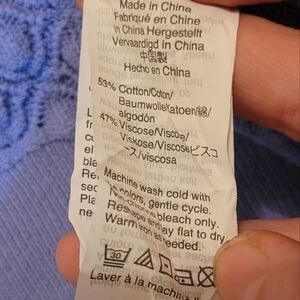 Made in China
Fabriqué en Chine
In China Hergestellt
Vervaardigd in China
中国製
Hecho en China
53% Cotton/Coton/
Baumwolle/Katoen/綿/
algodón
47% Viscose/Viscose/
Viskose/Viscose/ビスコ
ース/viscosa
Machine wash cold with
colors, gentle cycle.
bleach only.
Reshape and lay flat to dry.
Warm iron as needed.
30
Laver à la machine